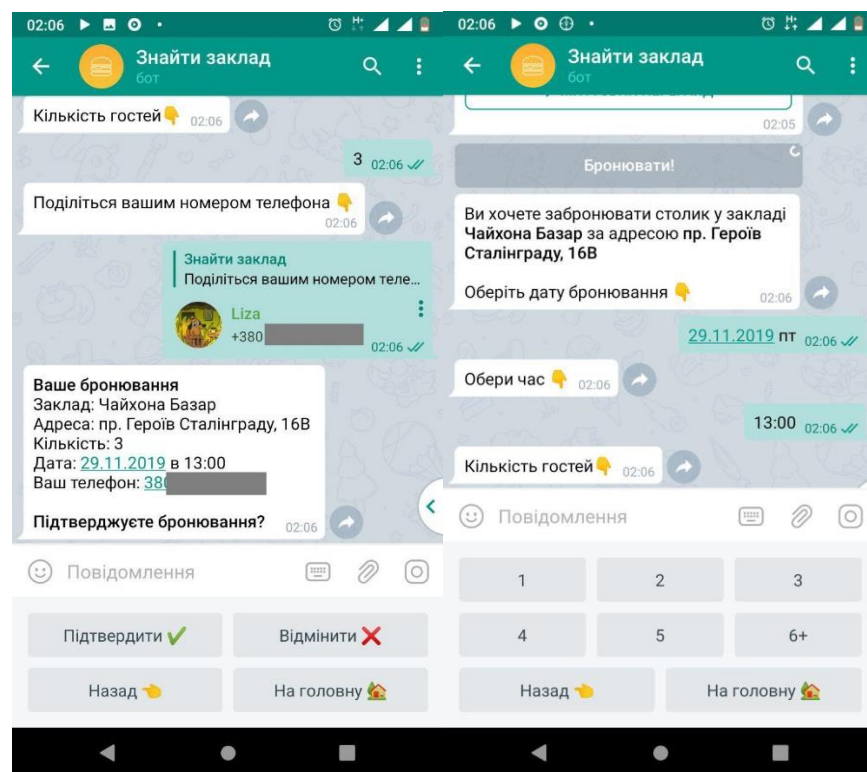 02:06
H+
Знайти заклад
бот
Кількість гостей👇 02:06
3 02:06
Поділіться вашим номером телефона 👇
02:06
Знайти заклад
Поділіться вашим номером теле...
Liza
+380
02:06
Ваше бронювання
Заклад: Чайхона Базар
Адреса: пр. Героїв Сталінграду, 16В
Кількість: 3
Дата: 29.11.2019 в 13:00
Ваш телефон: 380
Підтверджуєте бронювання? 02:06
Повідомлення
Підтвердити ✔
Відмінити ❌
Назад 👈
На головну 🏡
02:06
H+
Знайти заклад
бот
02:05
Бронювати!
Ви хочете забронювати столик у закладі
Чайхона Базар за адресою пр. Героїв
Сталінграду, 16В
Оберіть дату бронювання 👇
02:06
29.11.2019 пт 02:06
Обери час 👇 02:06
13:00 02:06
Кількість гостей👇 02:06
Повідомлення
1 2 3
4 5 6+
Назад 👈
На головну 🏡